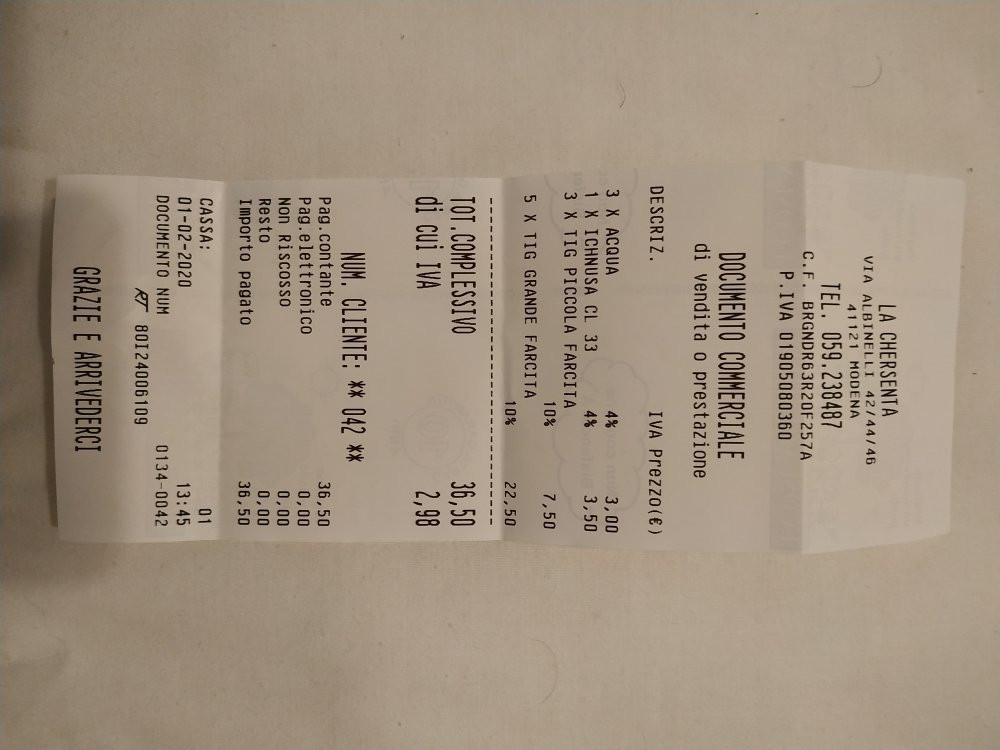 LA CHERSENTA
VIA ALBINELLI 42/44/46
41121 MODENA
TEL. 059.238487
C.F. BRGNDR63R20F257A
P.IVA 01905080360
DOCUMENTO COMMERCIALE
di vendita o prestazione
DESCRIZ. IVA Prezzo(€)
3 X ACQUA 4% 3,00
1 X ICHNUSA CL 33 4% 3,50
3 X TIG PICCOLA FARCITA
10% 7,50
5 X TIG GRANDE FARCITA
10% 22,50
TOT.COMPLESSIVO 36,50
di cui IVA 2,98
NUM. CLIENTE: ** 042 **
Pag.contante 36,50
Pag.elettronico 0,00
Non Riscosso 0,00
Resto 0,00
Importo pagato 36,50
CASSA: 01
01-02-2020 13:45
DOCUMENTO NUM 0134-0042
RT 80I24006109
GRAZIE E ARRIVEDERCI